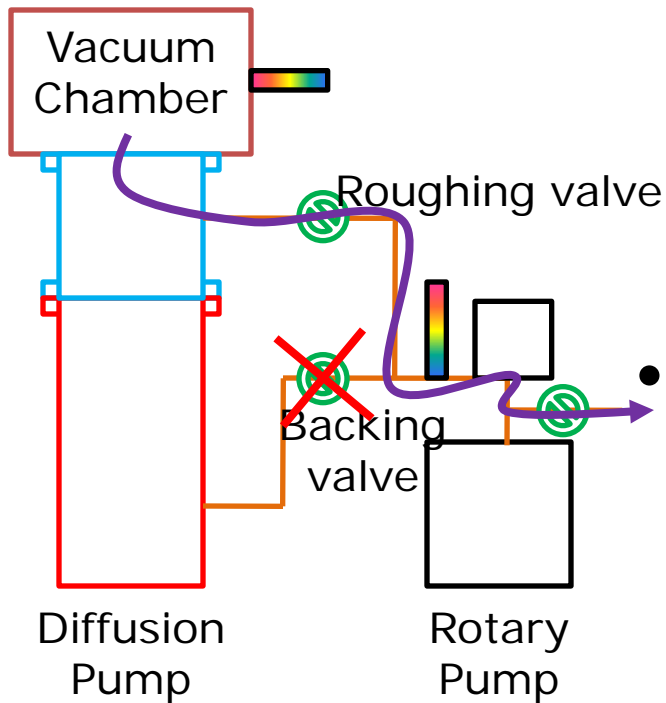 Vacuum
Chamber
Roughing valve
Backing
valve
Diffusion
Pump
Rotary
Pump